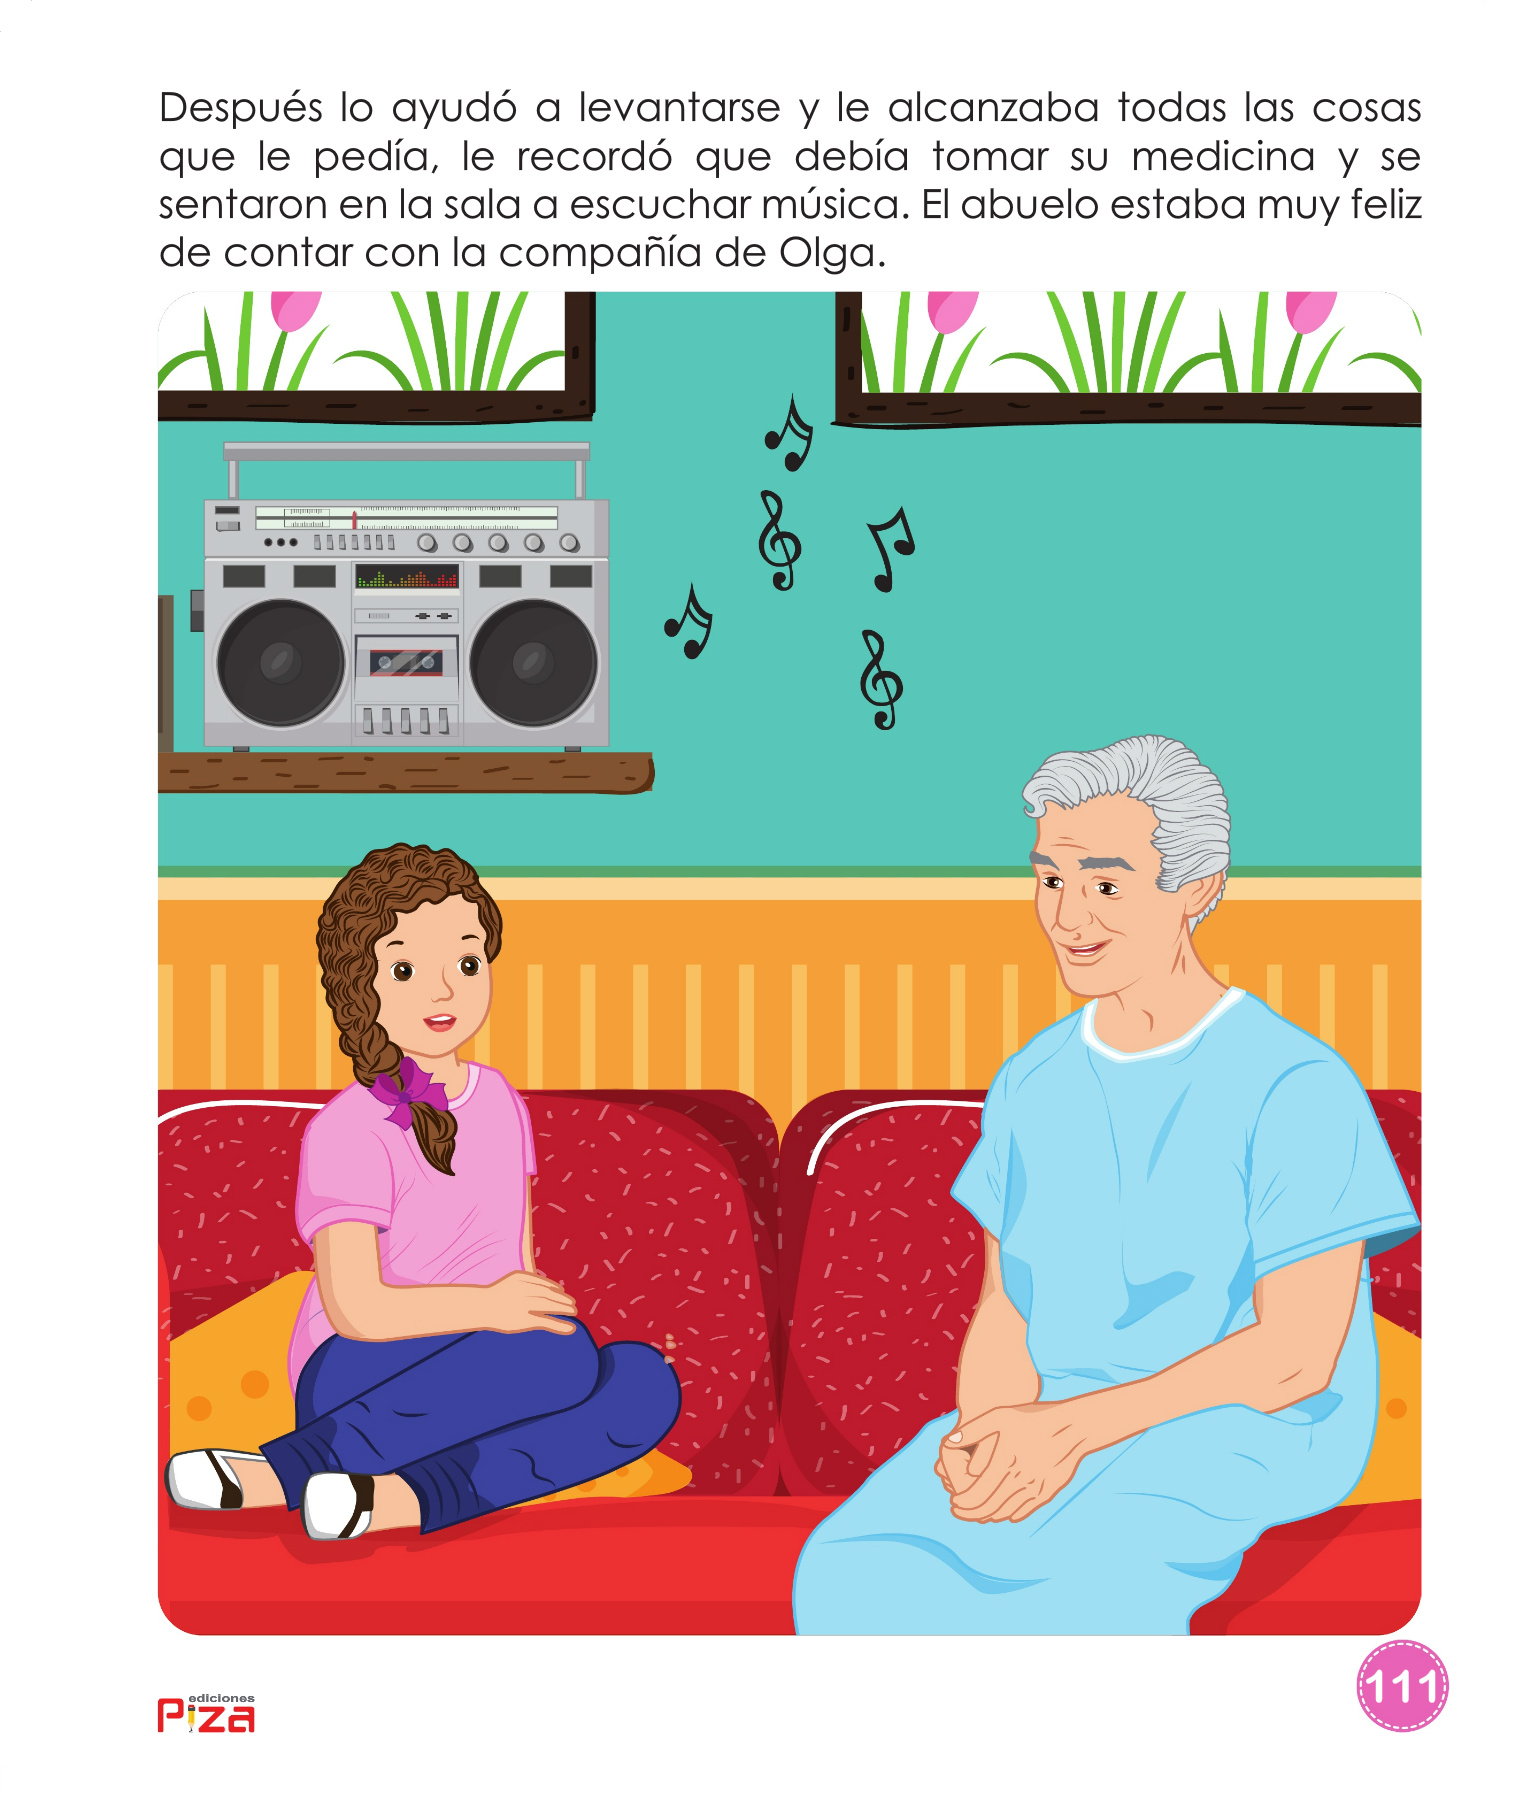 Después lo ayudó a levantarse y le alcanzaba todas las cosas
que le pedía, le recordó que debía tomar su medicina y se
sentaron en la sala a escuchar música. El abuelo estaba muy feliz
de contar con la compañía de Olga.
ediciones
Piza
111